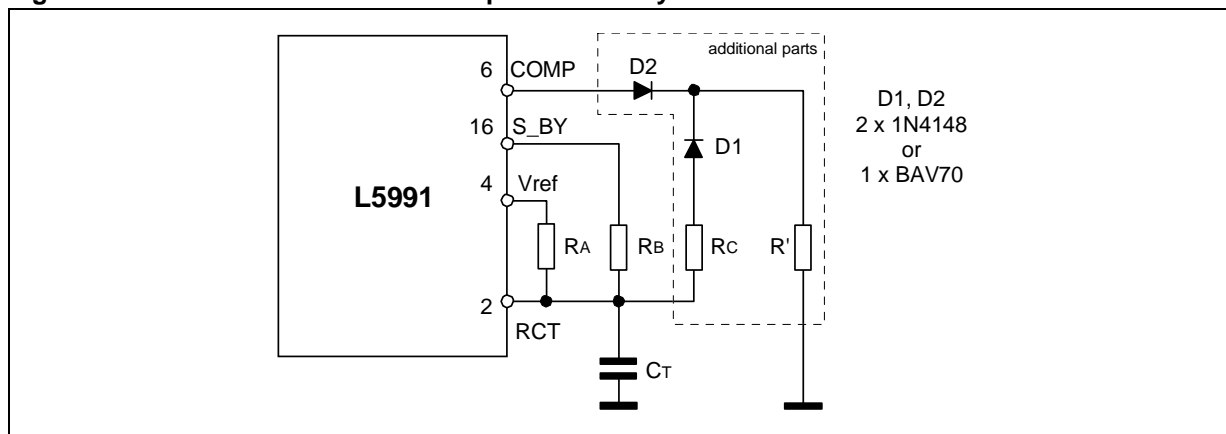 additional parts
6 COMP
D2
D1, D2
2 x 1N4148
or
1 x BAV70
16 S_BY
D1
4 Vref
L5991
RA
RB
RC
R'
2
RCT
CT